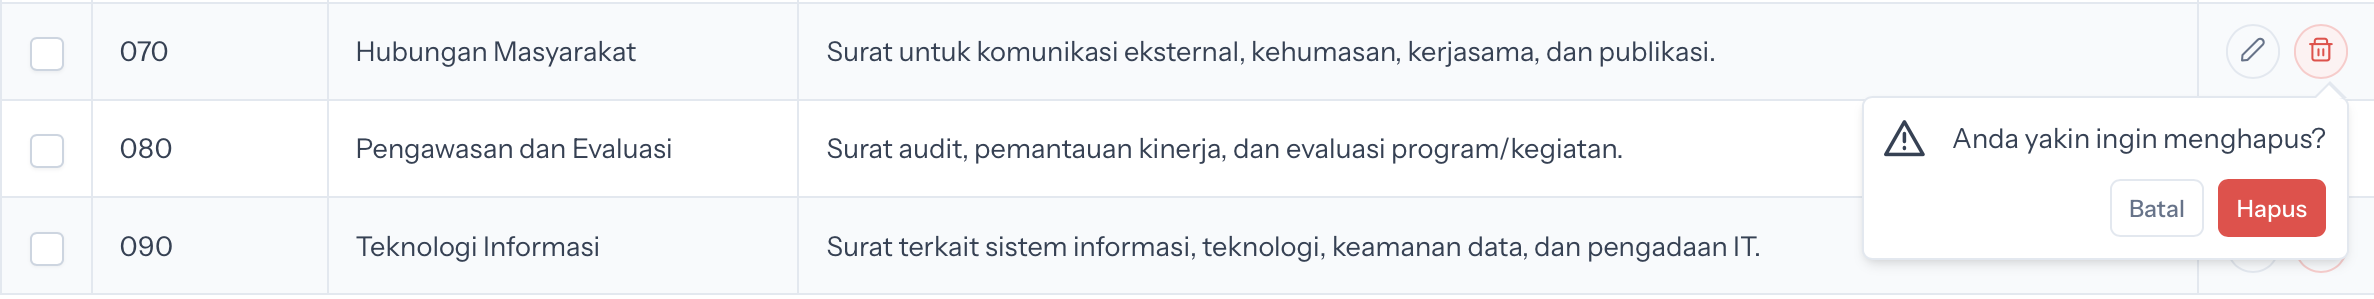 070 Hubungan Masyarakat Surat untuk komunikasi eksternal, kehumasan, kerjasama, dan publikasi.
080 Pengawasan dan Evaluasi Surat audit, pemantauan kinerja, dan evaluasi program/kegiatan.
090 Teknologi Informasi Surat terkait sistem informasi, teknologi, keamanan data, dan pengadaan IT.
Anda yakin ingin menghapus?
Batal Hapus